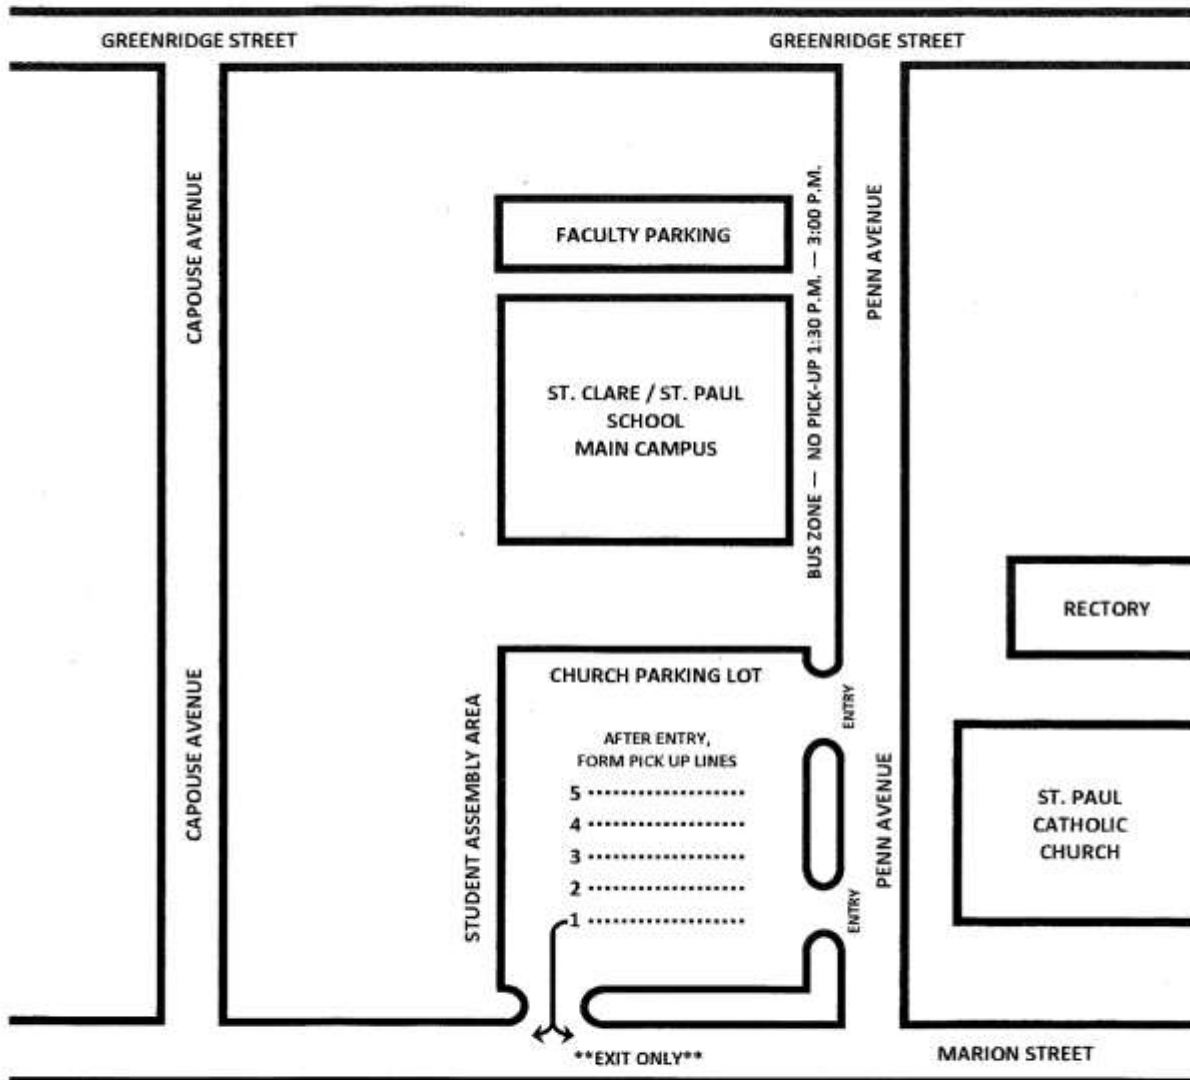 GREENRIDGE STREET
GREENRIDGE STREET
CAPOUSE AVENUE
FACULTY PARKING
BUS ZONE — NO PICK-UP 1:30 P.M. — 3:00 P.M.
PENN AVENUE
ST. CLARE / ST. PAUL
SCHOOL
MAIN CAMPUS
RECTORY
CAPOUSE AVENUE
STUDENT ASSEMBLY AREA
CHURCH PARKING LOT
ENTRY
AFTER ENTRY,
FORM PICK UP LINES
5
4
3
2
1
ENTRY
PENN AVENUE
ST. PAUL
CATHOLIC
CHURCH
**EXIT ONLY**
MARION STREET